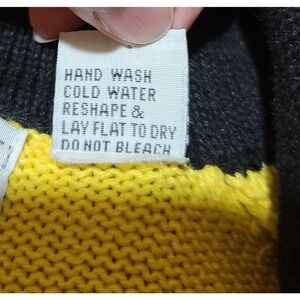 HAND WASH
COLD WATER
RESHAPE &
LAY FLAT TO DRY
DO NOT BLEACH